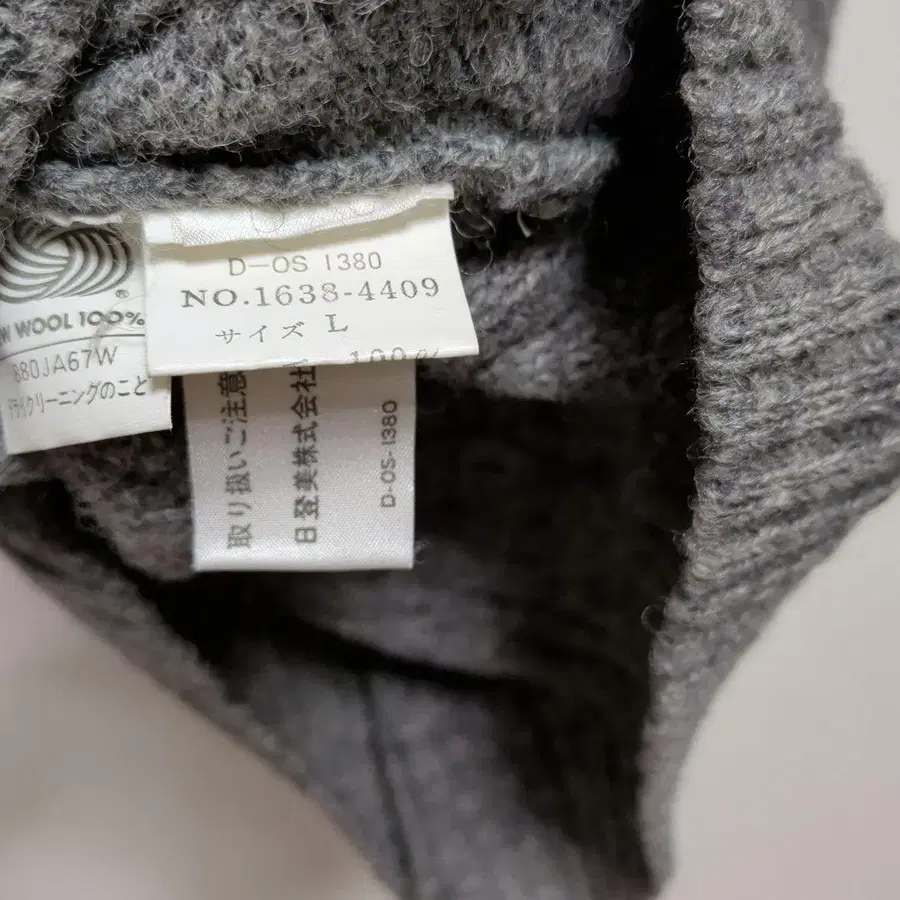 D-OS 1380
NO.1638-4409
サイズ L
®
W WOOL 100%
880JA67W
ドライクリーニングのこと
100%
取り扱いご注意
日登美株式会社
D-OS-1380